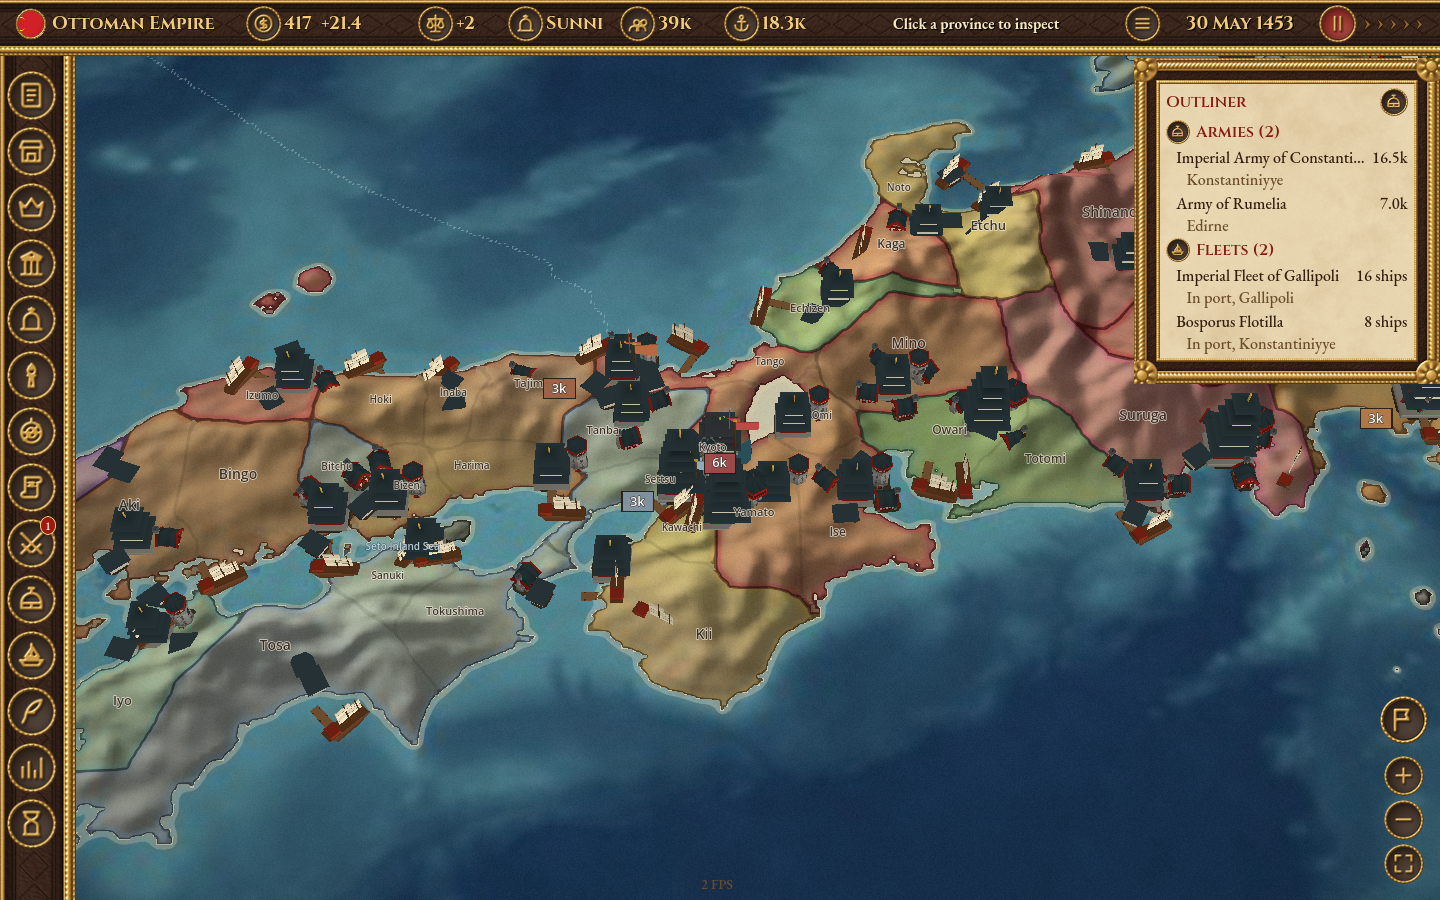 OTTOMAN EMPIRE 417 +21.4 +2 SUNNI 39K 18.3K Click a province to inspect 30 MAY 1453
OUTLINER
ARMIES (2)
Imperial Army of Constanti... 16.5k
Konstantiniyye
Army of Rumelia 7.0k
Edirne
FLEETS (2)
Imperial Fleet of Gallipoli 16 ships
In port, Gallipoli
Bosporus Flotilla 8 ships
In port, Konstantiniyye
Noto
Etchu
Kaga
Echizen
Mino
Tango
Izumo
Hoki
Inaba
3k
Suruga
3k
Tanba
Kyoto
Owari
6k
Totomi
Bingo
Bitchu
Harima
Bizen
Settsu
3k
Aki
Kawachi
Yamato
Ise
Seto Inland Sea
Sanuki
Tokushima
Tosa
Kii
Iyo
1
2 FPS